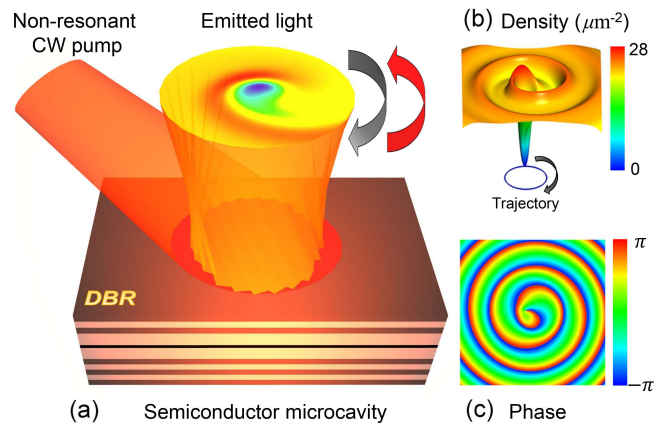 Non-resonant
CW pump
Emitted light
DBR
(a) Semiconductor microcavity
(b) Density (μm⁻²)
28
0
Trajectory
π
−π
(c) Phase